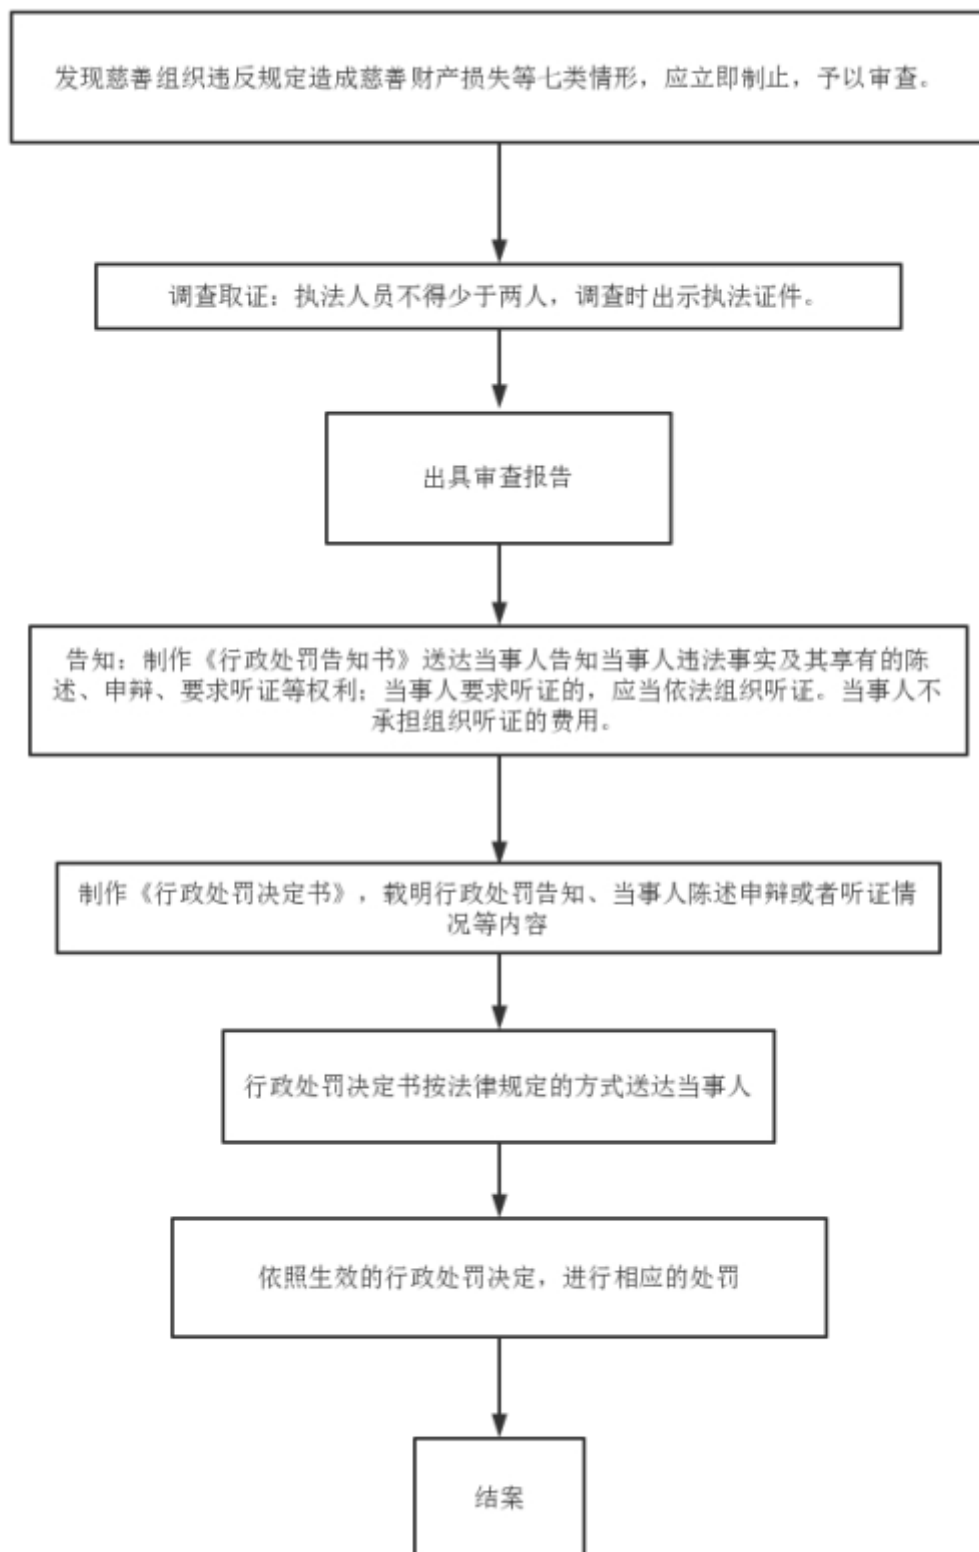 发现慈善组织违反规定造成慈善财产损失等七类情形，应立即制止，予以审查。
调查取证：执法人员不得少于两人，调查时出示执法证件。
出具审查报告
告知：制作《行政处罚告知书》送达当事人告知当事人违法事实及其享有的陈
述、申辩、要求听证等权利；当事人要求听证的，应当依法组织听证。当事人不
承担组织听证的费用。
制作《行政处罚决定书》，载明行政处罚告知、当事人陈述申辩或者听证情
况等内容
行政处罚决定书按法律规定的方式送达当事人
依照生效的行政处罚决定，进行相应的处罚
结案